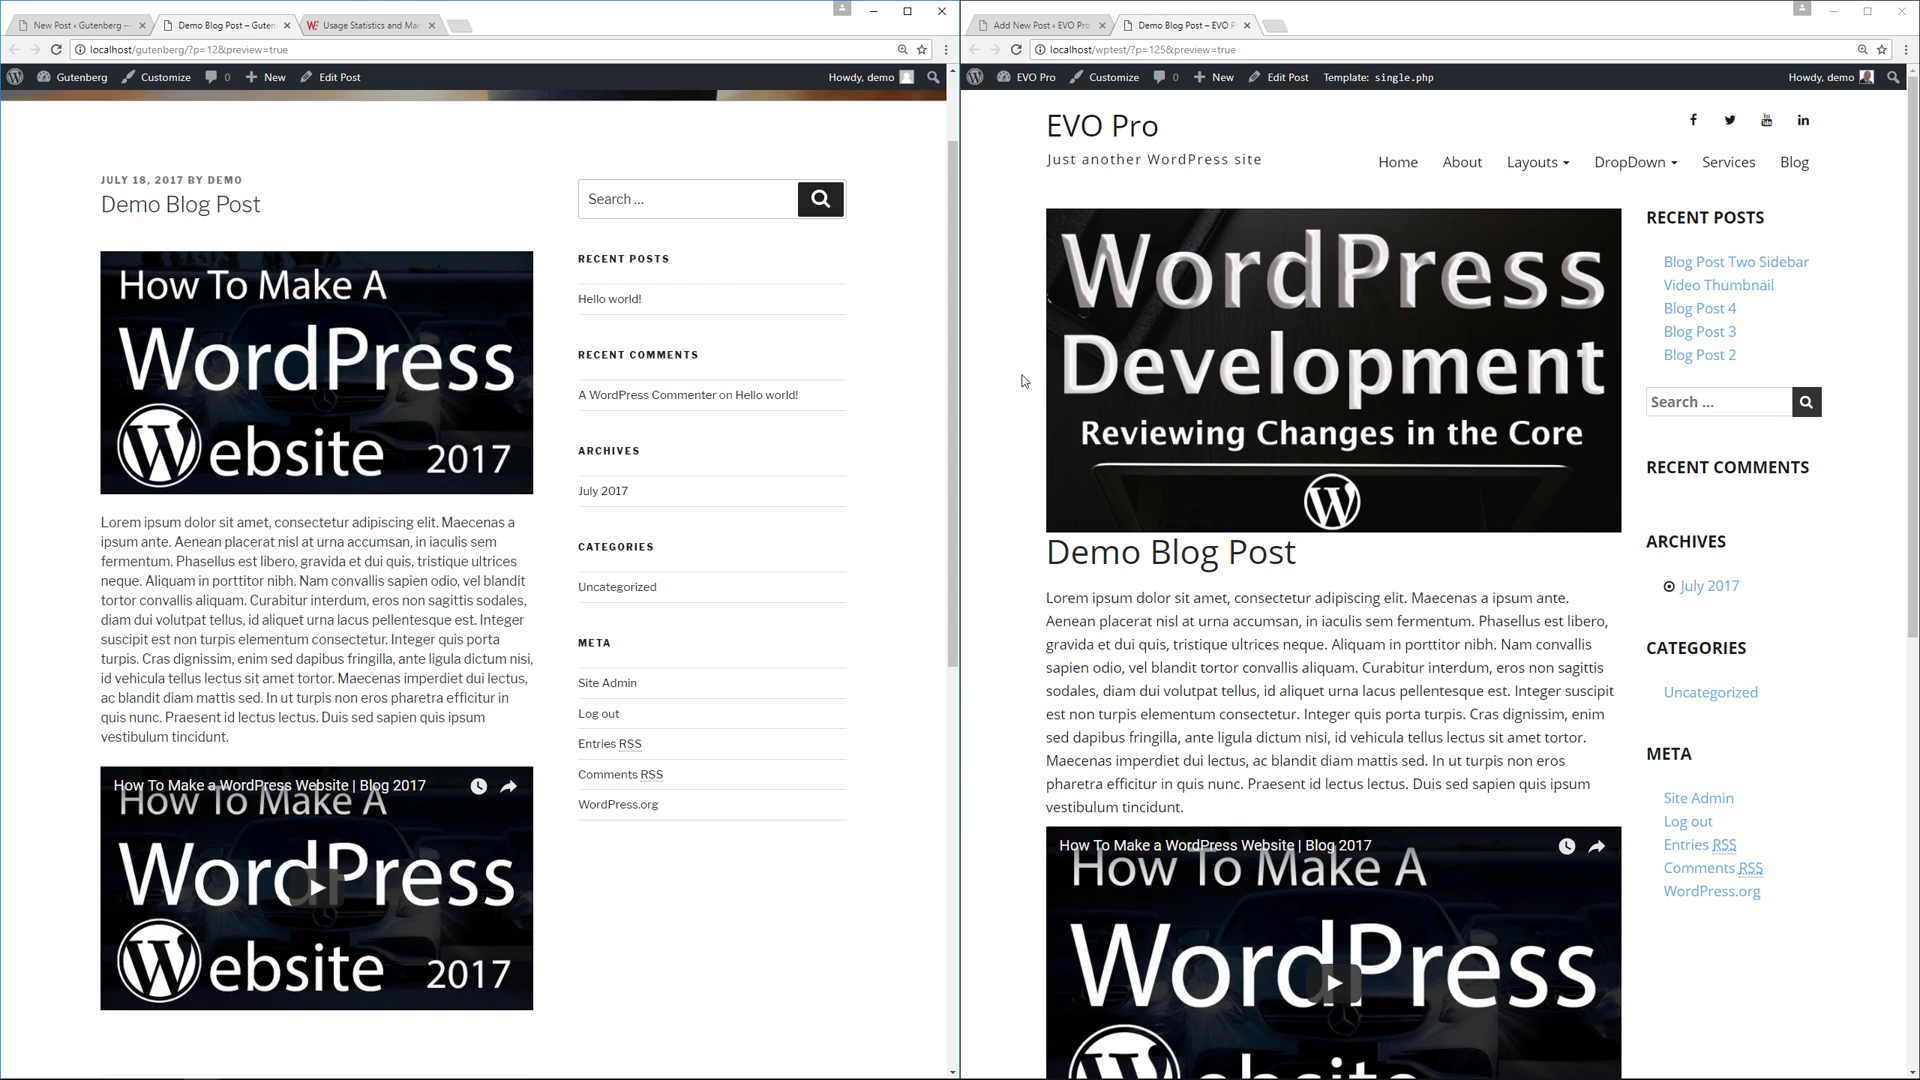 New Post ‹ Gutenberg —
Demo Blog Post – Guten
Usage Statistics and Mar
localhost/gutenberg/?p=12&preview=true
Gutenberg
Customize
0
New
Edit Post
Howdy, demo
JULY 18, 2017 BY DEMO
Demo Blog Post
How To Make A
WordPress
Website 2017
Lorem ipsum dolor sit amet, consectetur adipiscing elit. Maecenas a
ipsum ante. Aenean placerat nisl at urna accumsan, in iaculis sem
fermentum. Phasellus est libero, gravida et dui quis, tristique ultrices
neque. Aliquam in porttitor nibh. Nam convallis sapien odio, vel blandit
tortor convallis aliquam. Curabitur interdum, eros non sagittis sodales,
diam dui volutpat tellus, id aliquet urna lacus pellentesque est. Integer
suscipit est non turpis elementum consectetur. Integer quis porta
turpis. Cras dignissim, enim sed dapibus fringilla, ante ligula dictum nisi,
id vehicula tellus lectus sit amet tortor. Maecenas imperdiet dui lectus,
ac blandit diam mattis sed. In ut turpis non eros pharetra efficitur in
quis nunc. Praesent id lectus lectus. Duis sed sapien quis ipsum
vestibulum tincidunt.
How To Make a WordPress Website | Blog 2017
How To Make A
WordPress
Website 2017
Search ...
RECENT POSTS
Hello world!
RECENT COMMENTS
A WordPress Commenter on Hello world!
ARCHIVES
July 2017
CATEGORIES
Uncategorized
META
Site Admin
Log out
Entries RSS
Comments RSS
WordPress.org
Add New Post ‹ EVO Pro
Demo Blog Post – EVO P
localhost/wptest/?p=125&preview=true
EVO Pro
Customize
0
New
Edit Post
Template: single.php
Howdy, demo
EVO Pro
Just another WordPress site
Home
About
Layouts
DropDown
Services
Blog
WordPress
Development
Reviewing Changes in the Core
Demo Blog Post
Lorem ipsum dolor sit amet, consectetur adipiscing elit. Maecenas a ipsum ante.
Aenean placerat nisl at urna accumsan, in iaculis sem fermentum. Phasellus est libero,
gravida et dui quis, tristique ultrices neque. Aliquam in porttitor nibh. Nam convallis
sapien odio, vel blandit tortor convallis aliquam. Curabitur interdum, eros non sagittis
sodales, diam dui volutpat tellus, id aliquet urna lacus pellentesque est. Integer suscipit
est non turpis elementum consectetur. Integer quis porta turpis. Cras dignissim, enim
sed dapibus fringilla, ante ligula dictum nisi, id vehicula tellus lectus sit amet tortor.
Maecenas imperdiet dui lectus, ac blandit diam mattis sed. In ut turpis non eros
pharetra efficitur in quis nunc. Praesent id lectus lectus. Duis sed sapien quis ipsum
vestibulum tincidunt.
How To Make a WordPress Website | Blog 2017
How To Make A
WordPress
Website
RECENT POSTS
Blog Post Two Sidebar
Video Thumbnail
Blog Post 4
Blog Post 3
Blog Post 2
Search ...
RECENT COMMENTS
ARCHIVES
July 2017
CATEGORIES
Uncategorized
META
Site Admin
Log out
Entries RSS
Comments RSS
WordPress.org